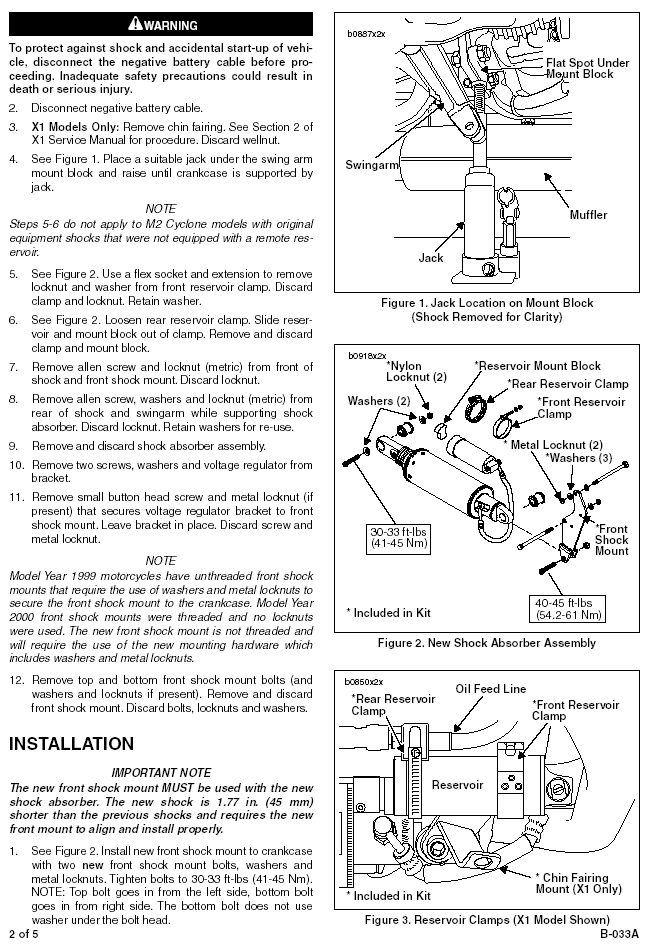 WARNING
To protect against shock and accidental start-up of vehi-
cle, disconnect the negative battery cable before pro-
ceeding. Inadequate safety precautions could result in
death or serious injury.
2. Disconnect negative battery cable.
3. X1 Models Only: Remove chin fairing. See Section 2 of
X1 Service Manual for procedure. Discard wellnut.
4. See Figure 1. Place a suitable jack under the swing arm
mount block and raise until crankcase is supported by
jack.
NOTE
Steps 5-6 do not apply to M2 Cyclone models with original
equipment shocks that were not equipped with a remote res-
ervoir.
5. See Figure 2. Use a flex socket and extension to remove
locknut and washer from front reservoir clamp. Discard
clamp and locknut. Retain washer.
6. See Figure 2. Loosen rear reservoir clamp. Slide reser-
voir and mount block out of clamp. Remove and discard
clamp and mount block.
7. Remove allen screw and locknut (metric) from front of
shock and front shock mount. Discard locknut.
8. Remove allen screw, washers and locknut (metric) from
rear of shock and swingarm while supporting shock
absorber. Discard locknut. Retain washers for re-use.
9. Remove and discard shock absorber assembly.
10. Remove two screws, washers and voltage regulator from
bracket.
11. Remove small button head screw and metal locknut (if
present) that secures voltage regulator bracket to front
shock mount. Leave bracket in place. Discard screw and
metal locknut.
NOTE
Model Year 1999 motorcycles have unthreaded front shock
mounts that require the use of washers and metal locknuts to
secure the front shock mount to the crankcase. Model Year
2000 front shock mounts were threaded and no locknuts
were used. The new front shock mount is not threaded and
will require the use of the new mounting hardware which
includes washers and metal locknuts.
12. Remove top and bottom front shock mount bolts (and
washers and locknuts if present). Remove and discard
front shock mount. Discard bolts, locknuts and washers.
INSTALLATION
IMPORTANT NOTE
The new front shock mount MUST be used with the new
shock absorber. The new shock is 1.77 in. (45 mm)
shorter than the previous shocks and requires the new
front mount to align and install properly.
1. See Figure 2. Install new front shock mount to crankcase
with two new front shock mount bolts, washers and
metal locknuts. Tighten bolts to 30-33 ft-lbs (41-45 Nm).
NOTE: Top bolt goes in from the left side, bottom bolt
goes in from right side. The bottom bolt does not use
washer under the bolt head.
2 of 5
b0887x2x
Flat Spot Under
Mount Block
Swingarm
Muffler
Jack
Figure 1. Jack Location on Mount Block
(Shock Removed for Clarity)
b0918x2x
*Nylon
Locknut (2)
*Reservoir Mount Block
*Rear Reservoir Clamp
Washers (2)
*Front Reservoir
Clamp
* Metal Locknut (2)
*Washers (3)
30-33 ft-lbs
(41-45 Nm)
*Front
Shock
Mount
* Included in Kit
40-45 ft-lbs
(54.2-61 Nm)
Figure 2. New Shock Absorber Assembly
b0850x2x
*Rear Reservoir
Clamp
Oil Feed Line
*Front Reservoir
Clamp
Reservoir
* Chin Fairing
Mount (X1 Only)
* Included in Kit
Figure 3. Reservoir Clamps (X1 Model Shown)
B-033A